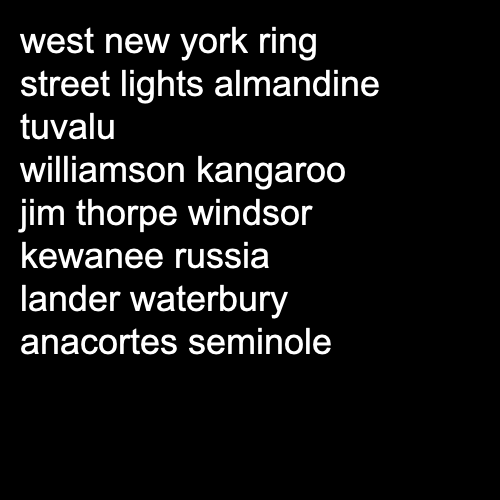 west new york ring
street lights almandine
tuvalu
williamson kangaroo
jim thorpe windsor
kewanee russia
lander waterbury
anacortes seminole